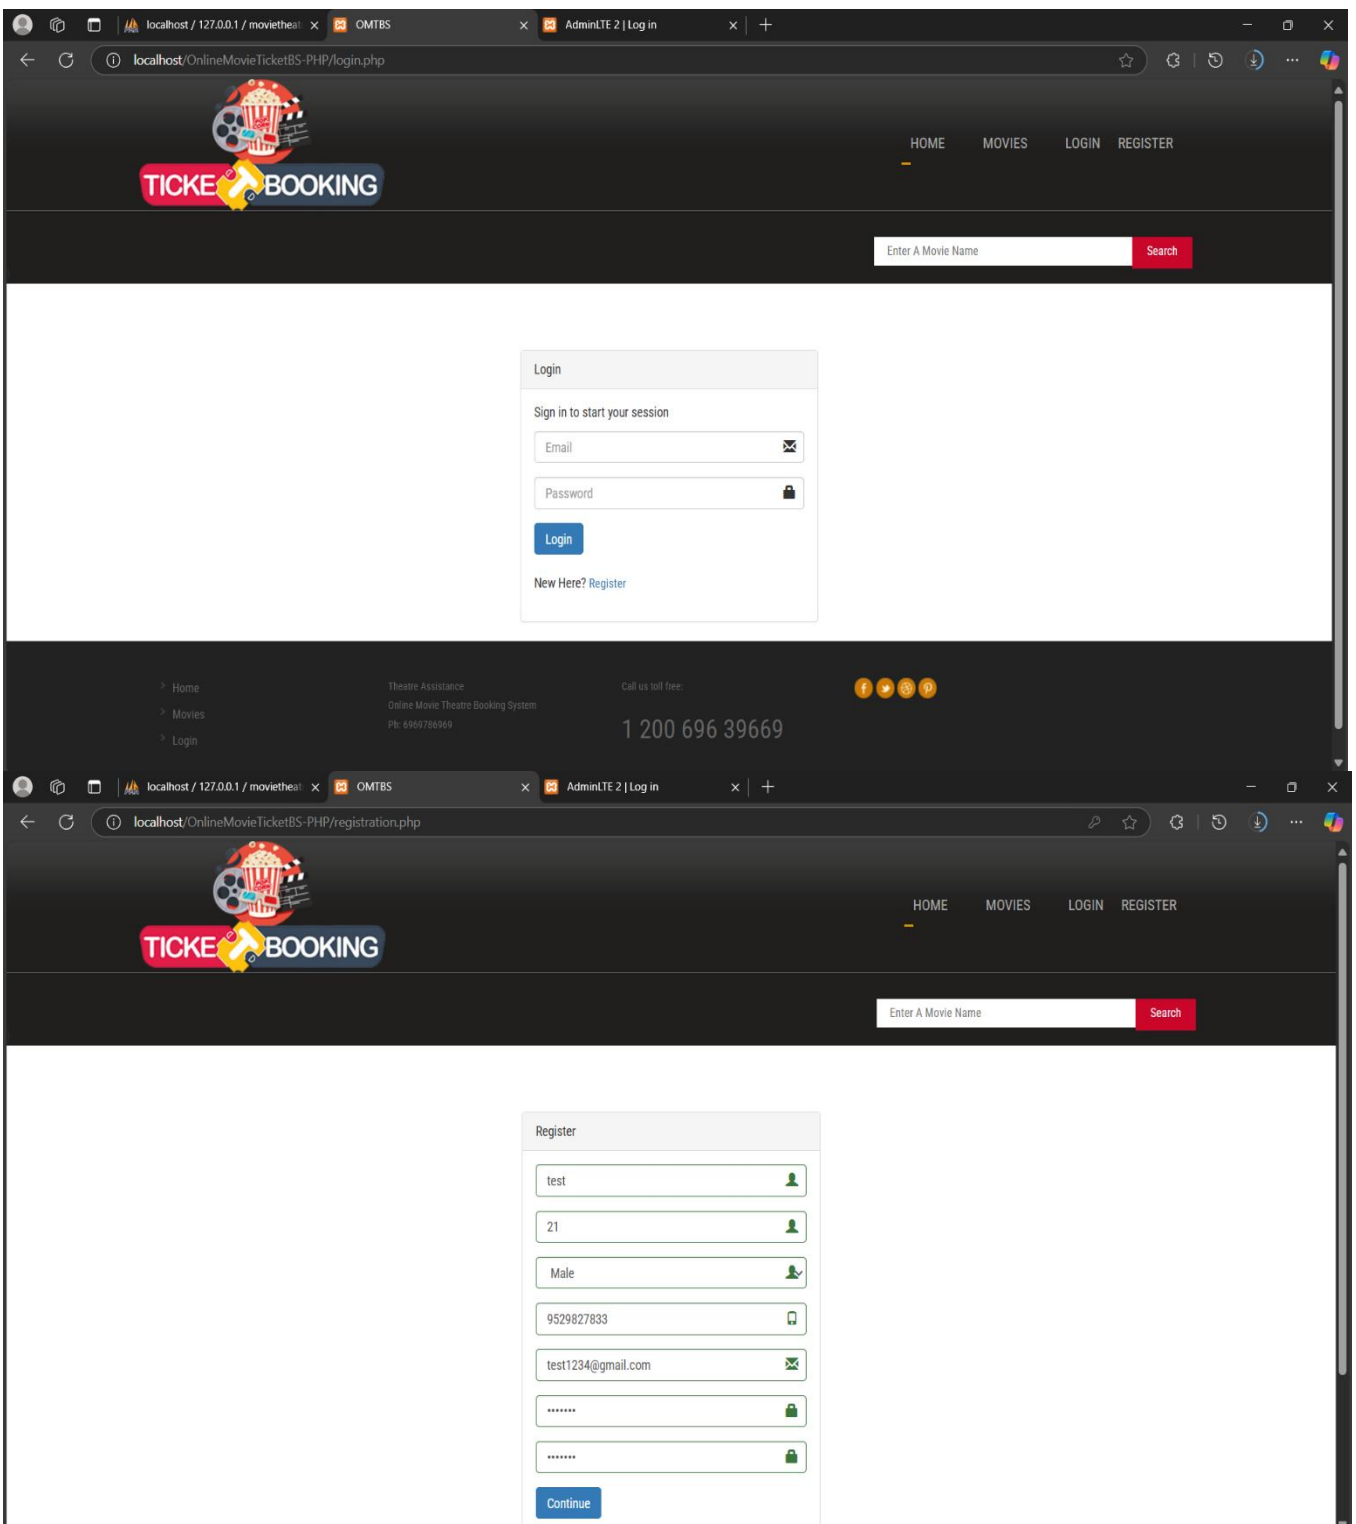 localhost / 127.0.0.1 / movietheat
OMTBS
AdminLTE 2 | Log in
localhost/OnlineMovieTicketBS-PHP/login.php
POP CORN
TICKET BOOKING
HOME MOVIES LOGIN REGISTER
Enter A Movie Name Search
Login
Sign in to start your session
Email
Password
Login
New Here? Register
Home
Movies
Login
Theatre Assistance
Online Movie Theatre Booking System
Ph: 6969786969
Call us toll free:
1 200 696 39669
localhost / 127.0.0.1 / movietheat
OMTBS
AdminLTE 2 | Log in
localhost/OnlineMovieTicketBS-PHP/registration.php
POP CORN
TICKET BOOKING
HOME MOVIES LOGIN REGISTER
Enter A Movie Name Search
Register
test
21
Male
9529827833
test1234@gmail.com
•••••••
•••••••
Continue